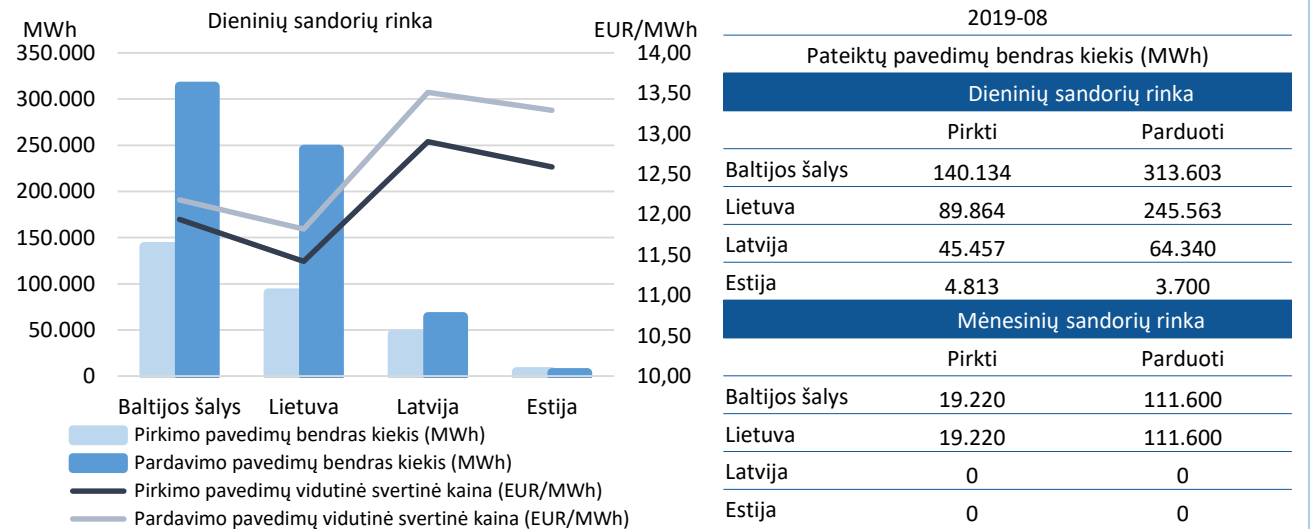 Dieninių sandorių rinka
MWh
EUR/MWh
350.000
300.000
250.000
200.000
150.000
100.000
50.000
0
14,00
13,50
13,00
12,50
12,00
11,50
11,00
10,50
10,00
Baltijos šalys Lietuva Latvija Estija
Pirkimo pavedimų bendras kiekis (MWh)
Pardavimo pavedimų bendras kiekis (MWh)
Pirkimo pavedimų vidutinė svertinė kaina (EUR/MWh)
Pardavimo pavedimų vidutinė svertinė kaina (EUR/MWh)
2019-08
Pateiktų pavedimų bendras kiekis (MWh)
Dieninių sandorių rinka
Pirkti Parduoti
Baltijos šalys 140.134 313.603
Lietuva 89.864 245.563
Latvija 45.457 64.340
Estija 4.813 3.700
Mėnesinių sandorių rinka
Pirkti Parduoti
Baltijos šalys 19.220 111.600
Lietuva 19.220 111.600
Latvija 0 0
Estija 0 0